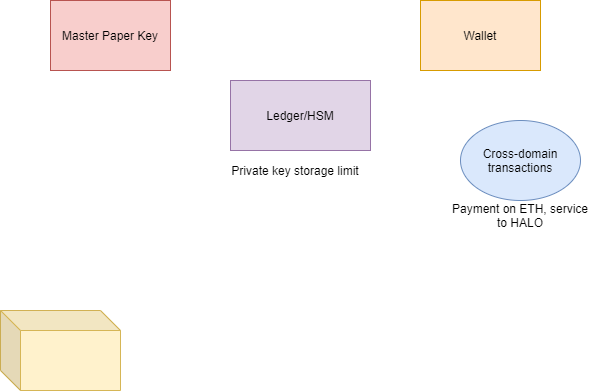 Master Paper Key
Wallet
Ledger/HSM
Private key storage limit
Cross-domain
transactions
Payment on ETH, service
to HALO